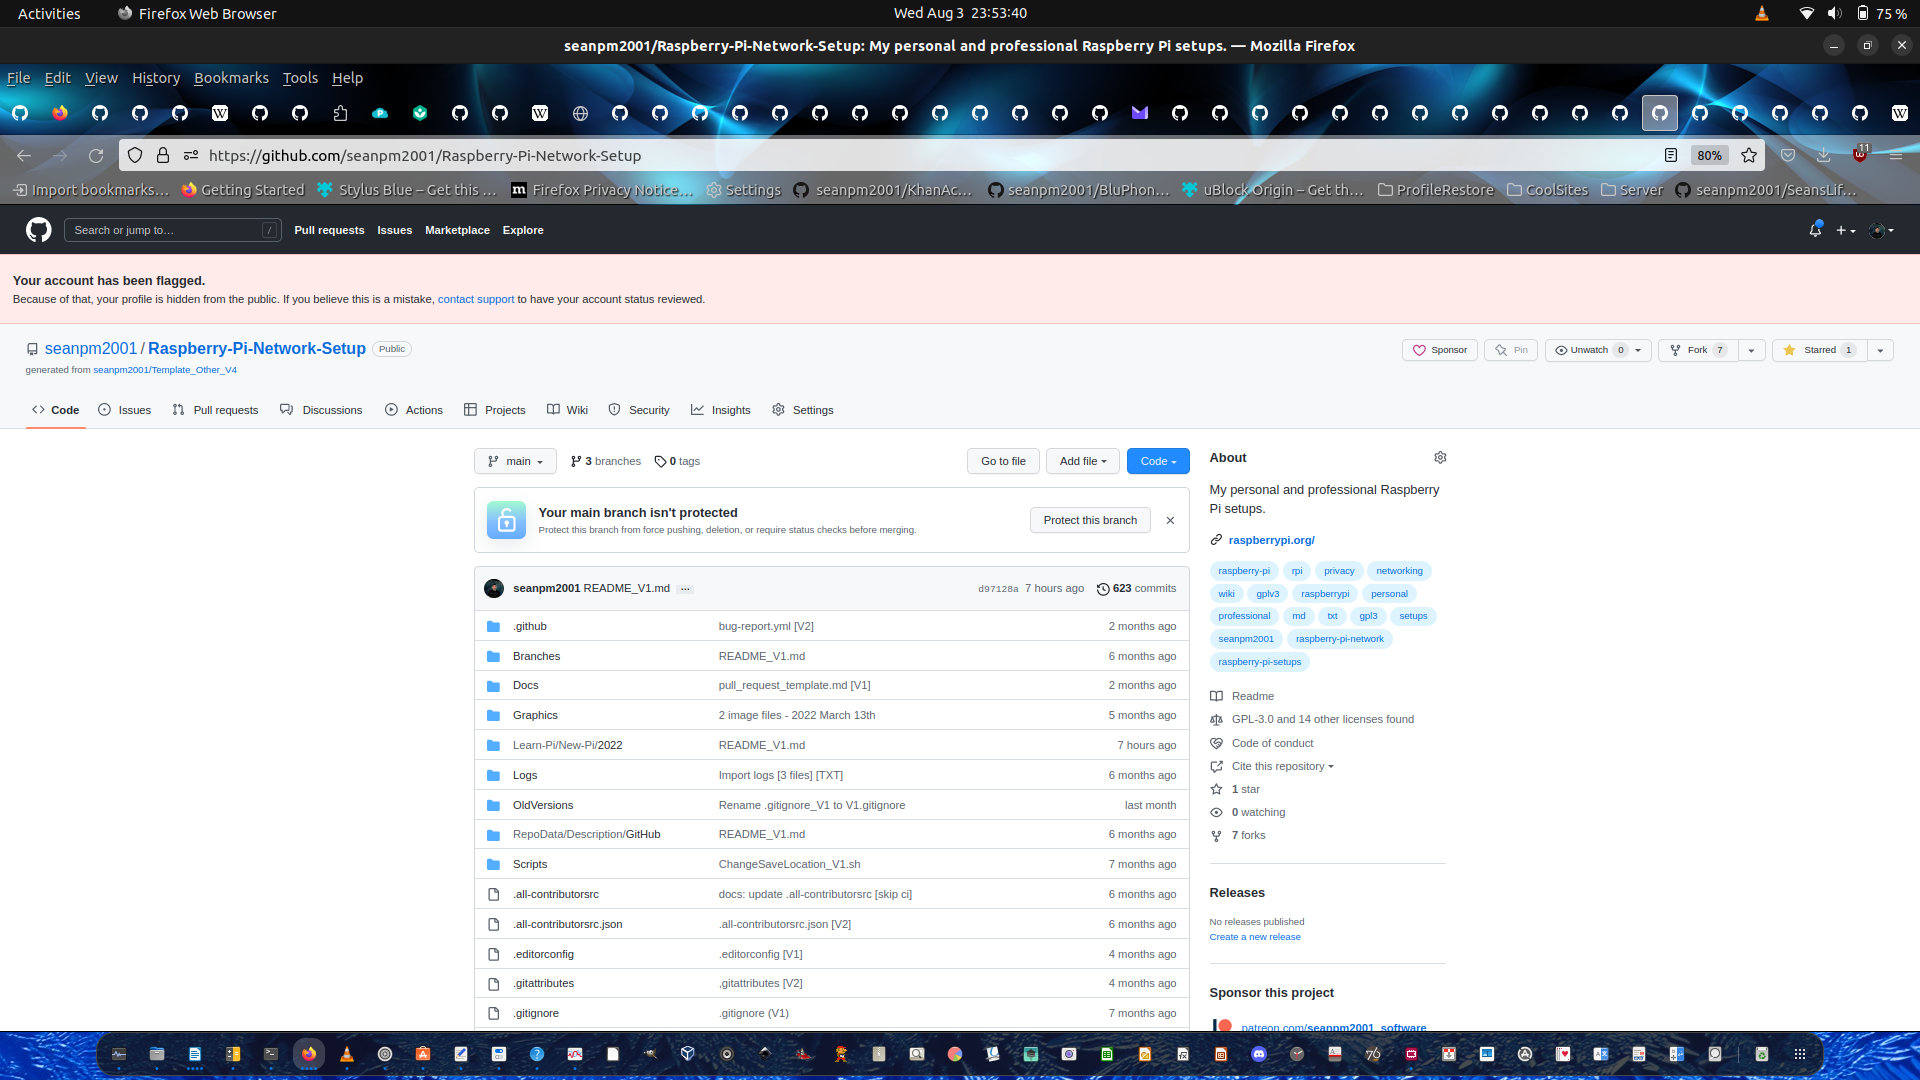 Activities
Firefox Web Browser
Wed Aug 3 23:53:40
75 %
seanpm2001/Raspberry-Pi-Network-Setup: My personal and professional Raspberry Pi setups. — Mozilla Firefox
File Edit View History Bookmarks Tools Help
https://github.com/seanpm2001/Raspberry-Pi-Network-Setup
80%
11
Import bookmarks…
Getting Started
Stylus Blue – Get this …
Firefox Privacy Notice…
Settings
seanpm2001/KhanAc…
seanpm2001/BluPhon…
uBlock Origin – Get th…
ProfileRestore
CoolSites
Server
seanpm2001/SeansLif…
Search or jump to…
/
Pull requests Issues Marketplace Explore
Your account has been flagged.
Because of that, your profile is hidden from the public. If you believe this is a mistake, contact support to have your account status reviewed.
seanpm2001 / Raspberry-Pi-Network-Setup Public
generated from seanpm2001/Template_Other_V4
Sponsor
Pin
Unwatch 0
Fork 7
Starred 1
Code
Issues
Pull requests
Discussions
Actions
Projects
Wiki
Security
Insights
Settings
main
3 branches
0 tags
Go to file
Add file
Code
Your main branch isn't protected
Protect this branch from force pushing, deletion, or require status checks before merging.
Protect this branch
seanpm2001 README_V1.md ...
d97128a 7 hours ago
623 commits
.github bug-report.yml [V2] 2 months ago
Branches README_V1.md 6 months ago
Docs pull_request_template.md [V1] 2 months ago
Graphics 2 image files - 2022 March 13th 5 months ago
Learn-Pi/New-Pi/2022 README_V1.md 7 hours ago
Logs Import logs [3 files] [TXT] 6 months ago
OldVersions Rename .gitignore_V1 to V1.gitignore last month
RepoData/Description/GitHub README_V1.md 6 months ago
Scripts ChangeSaveLocation_V1.sh 7 months ago
.all-contributorsrc docs: update .all-contributorsrc [skip ci] 6 months ago
.all-contributorsrc.json .all-contributorsrc.json [V2] 6 months ago
.editorconfig .editorconfig [V1] 4 months ago
.gitattributes ,gitattributes [V2] 4 months ago
.gitignore .gitignore (V1) 7 months ago
About
My personal and professional Raspberry
Pi setups.
raspberrypi.org/
raspberry-pi rpi privacy networking
wiki gplv3 raspberrypi personal
professional md txt gpl3 setups
seanpm2001 raspberry-pi-network
raspberry-pi-setups
Readme
GPL-3.0 and 14 other licenses found
Code of conduct
Cite this repository
1 star
0 watching
7 forks
Releases
No releases published
Create a new release
Sponsor this project
patreon.com/seanpm2001_software